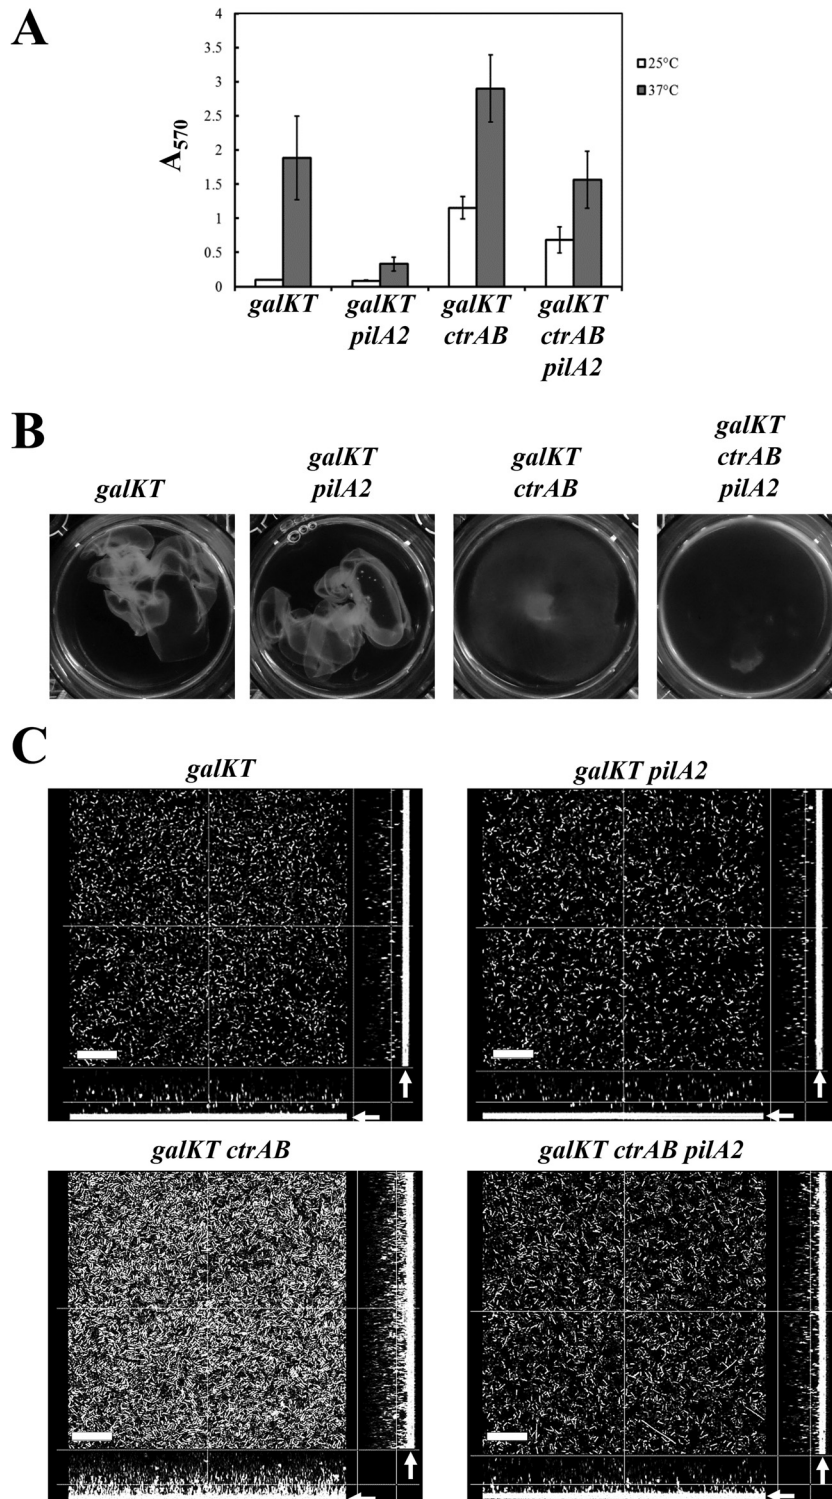 A
4
3.5
3
2.5
2
1.5
1
0.5
0
A570
25°C
37°C
galKT
galKT
pilA2
galKT
ctrAB
galKT
ctrAB
pilA2
B
galKT
galKT
pilA2
galKT
ctrAB
galKT
ctrAB
pilA2
C
galKT
galKT pilA2
galKT ctrAB
galKT ctrAB pilA2